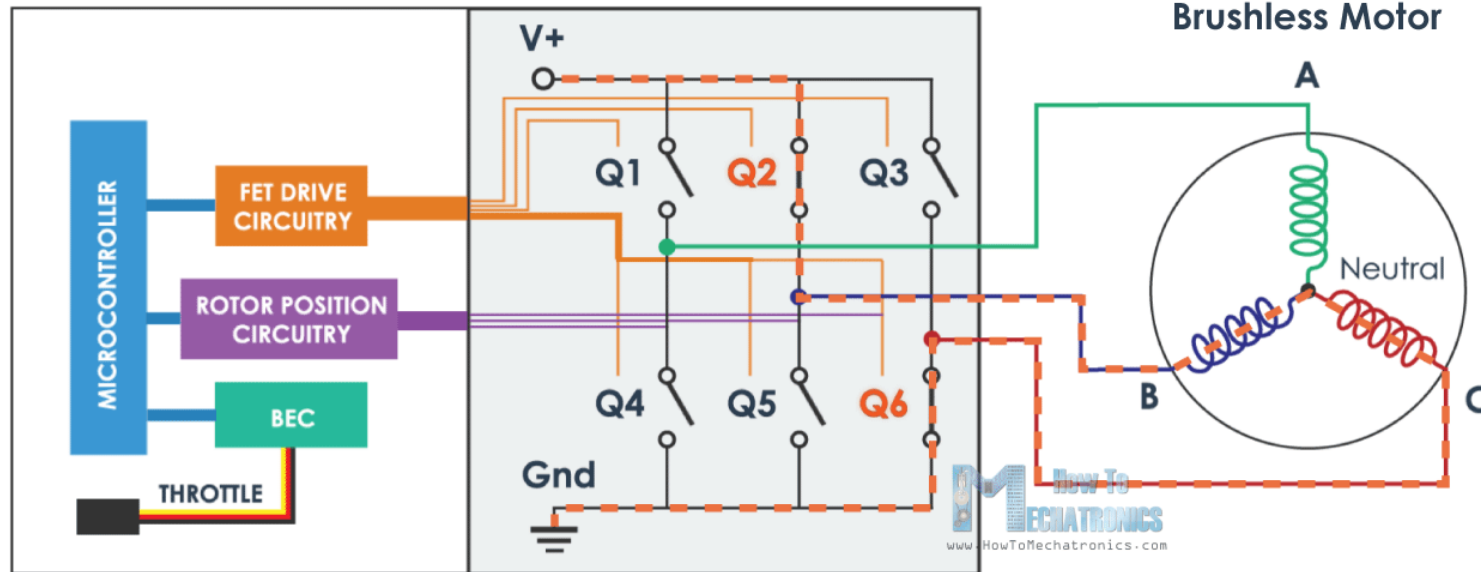 Brushless Motor
V+
A
Q1
Q2
Q3
MICROCONTROLLER
FET DRIVE
CIRCUITRY
Neutral
ROTOR POSITION
CIRCUITRY
B
C
Q4
Q5
Q6
BEC
Gnd
THROTTLE
How To
MECHATRONICS
www.HowToMechatronics.com